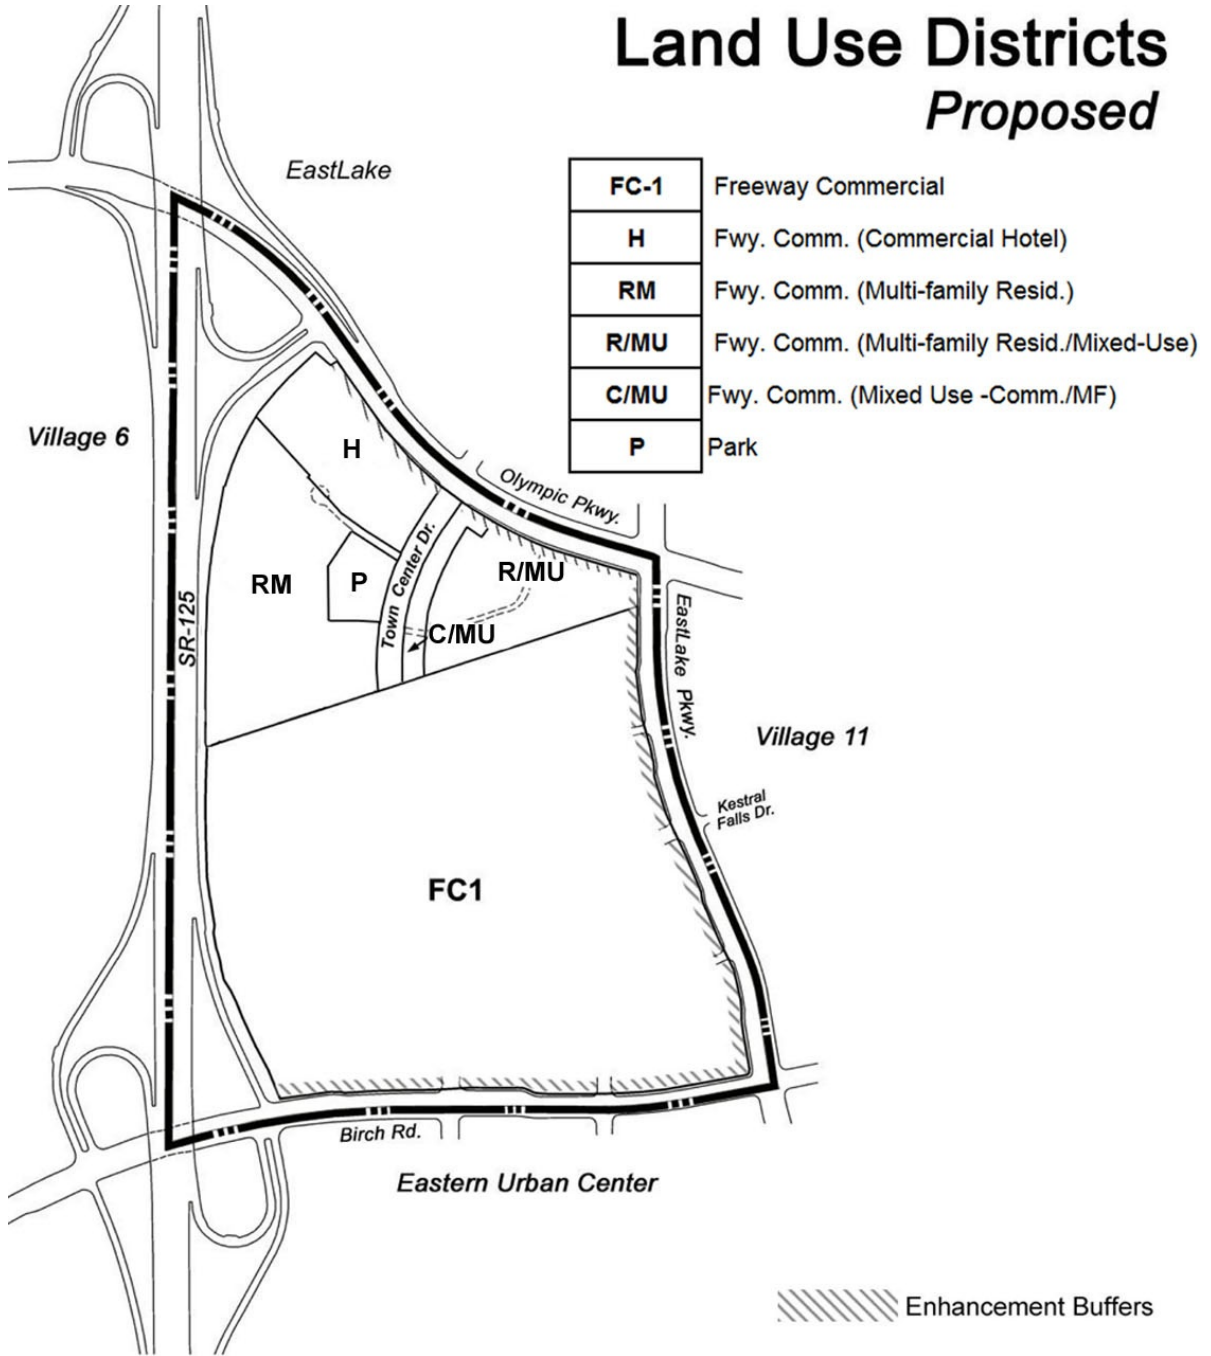 Land Use Districts
Proposed
FC-1 Freeway Commercial
H Fwy. Comm. (Commercial Hotel)
RM Fwy. Comm. (Multi-family Resid.)
R/MU Fwy. Comm. (Multi-family Resid./Mixed-Use)
C/MU Fwy. Comm. (Mixed Use -Comm./MF)
P Park
EastLake
Village 6
H
Olympic Pkwy.
Town Center Dr.
R/MU
RM
P
C/MU
SR-125
EastLake Pkwy.
Village 11
Kestral
Falls Dr.
FC1
Birch Rd.
Eastern Urban Center
Enhancement Buffers